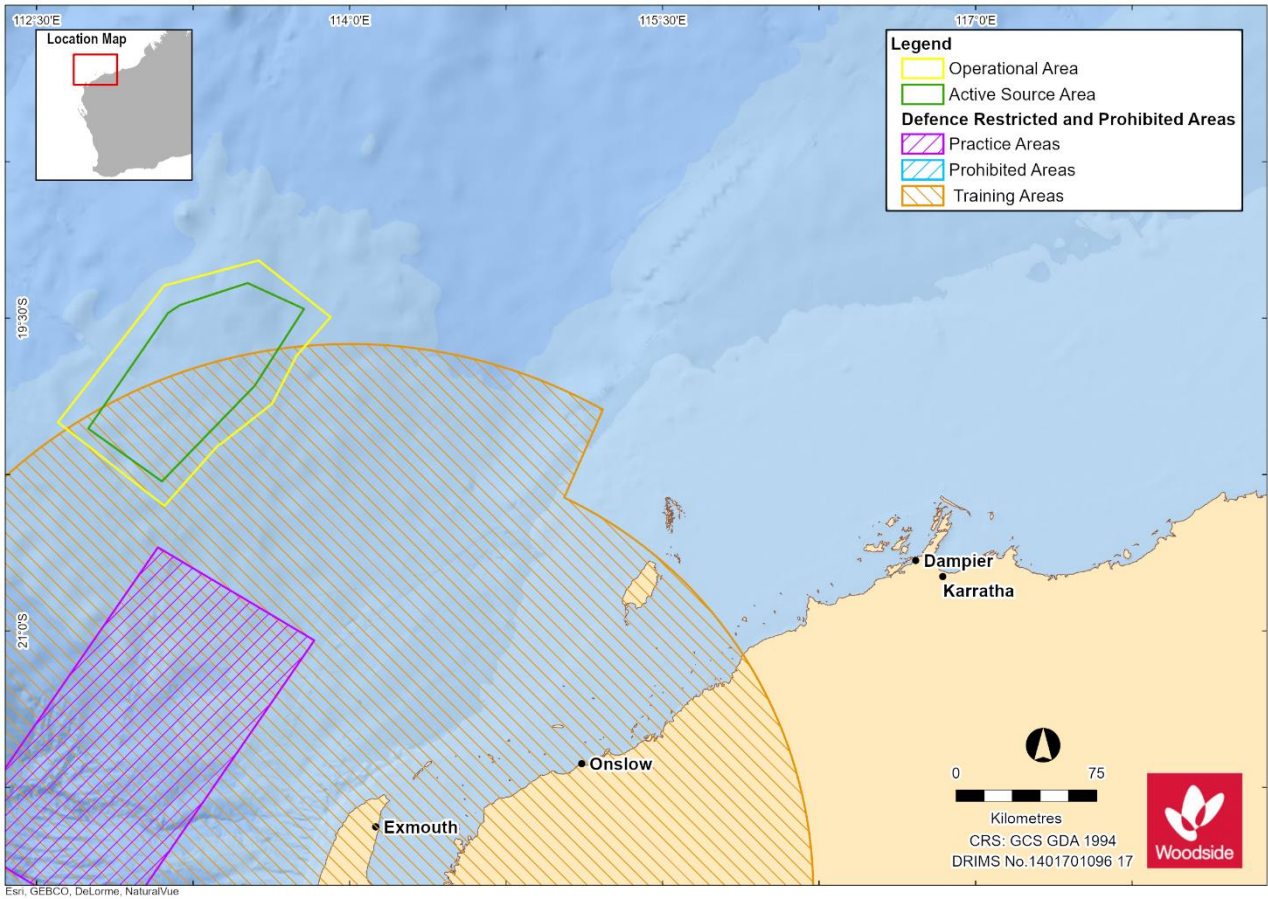 112°30'E
114°0'E
115°30'E
117°0'E
Location Map
Legend
Operational Area
Active Source Area
Defence Restricted and Prohibited Areas
Practice Areas
Prohibited Areas
Training Areas
19°30'S
21°0'S
Dampier
Karratha
Onslow
Exmouth
0 75
Kilometres
CRS: GCS GDA 1994
DRIMS No.1401701096 17
Woodside
Esri, GEBCO, DeLorme, NaturalVue